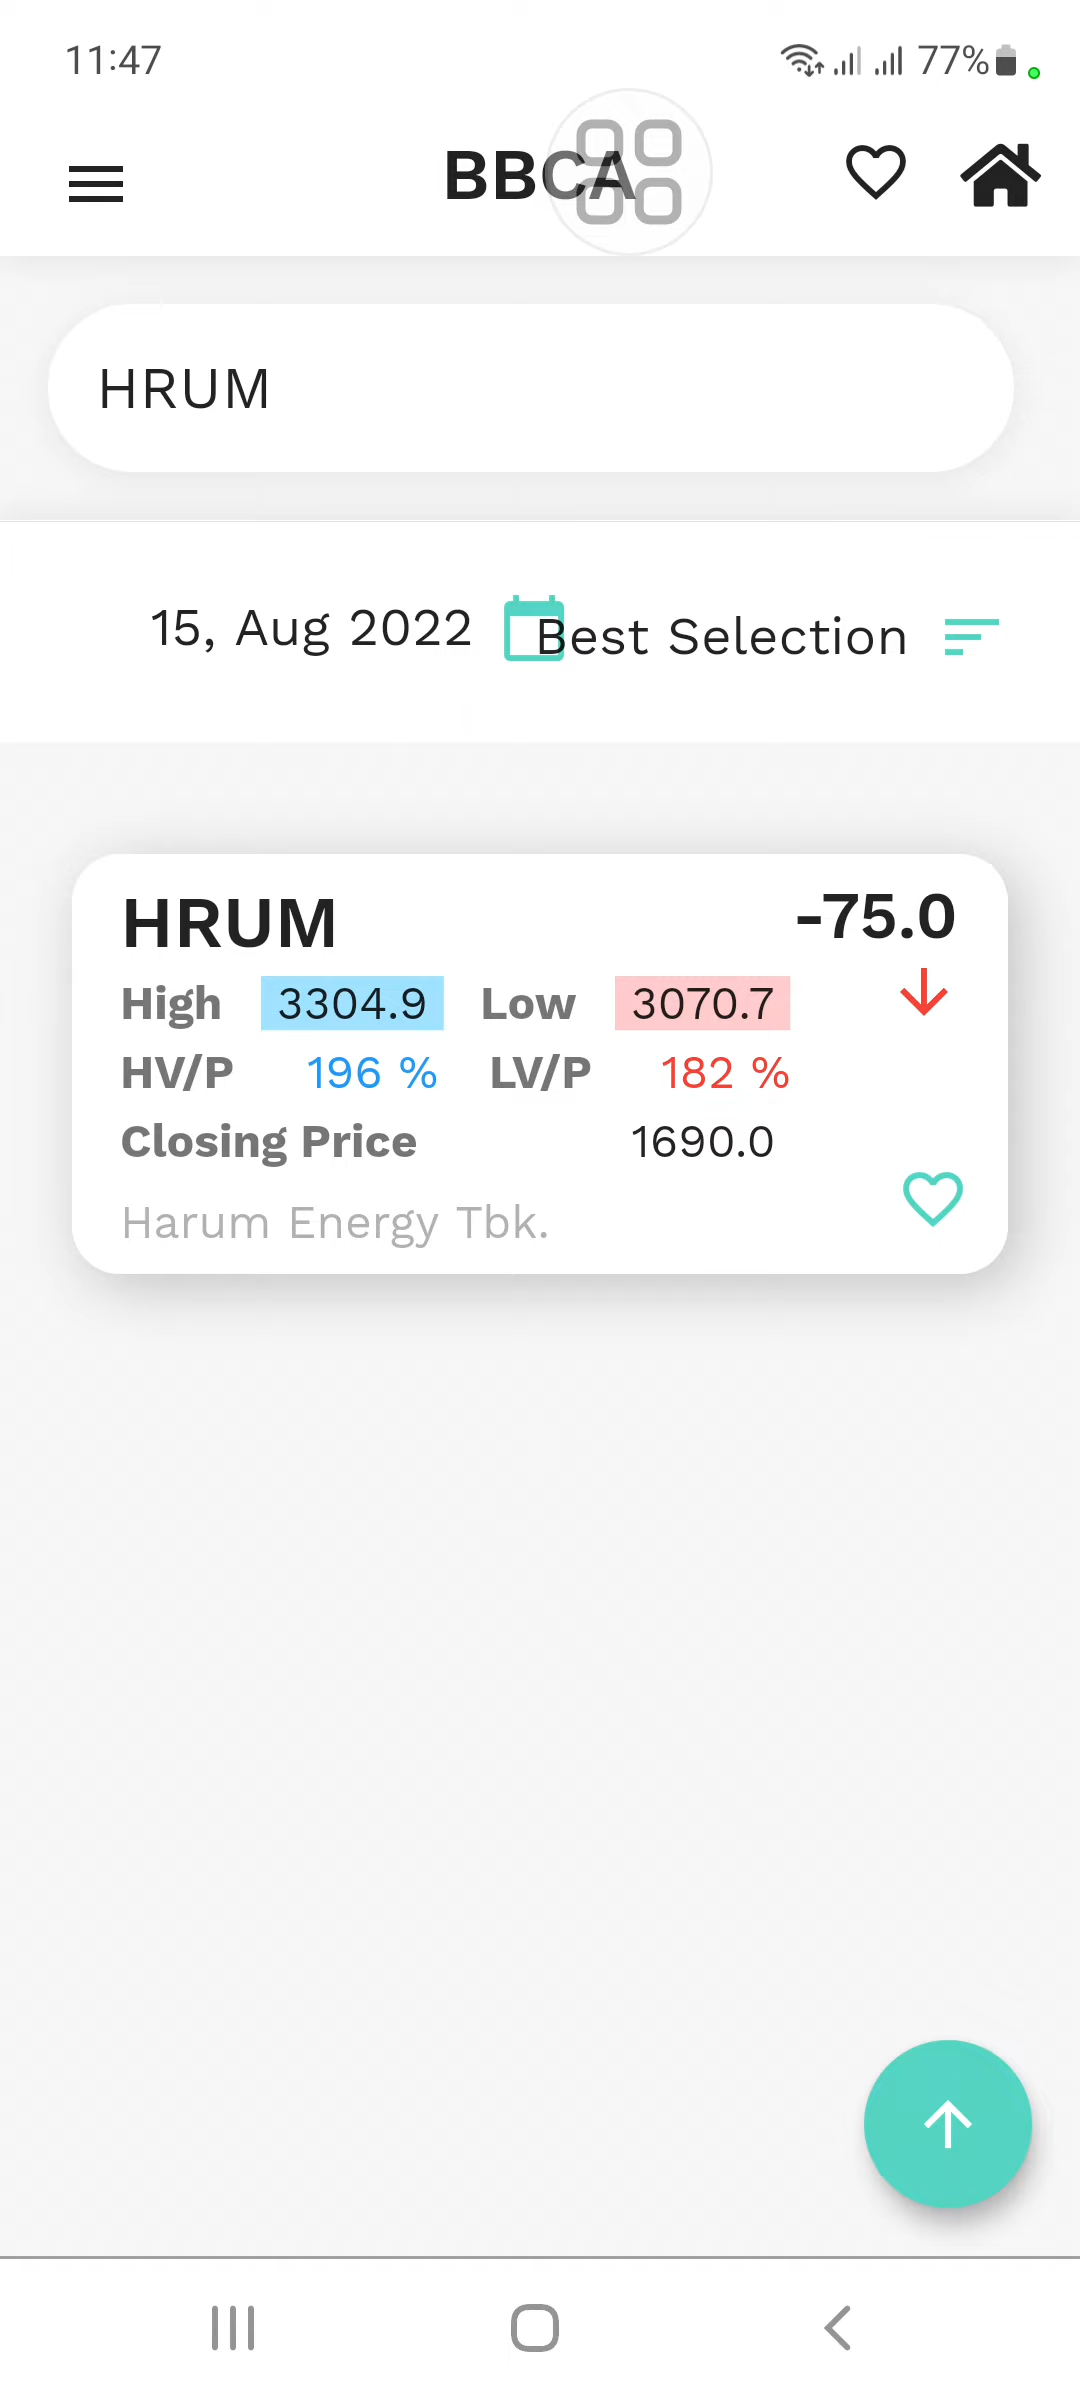 11:47
77%
BBCA
HRUM
15, Aug 2022
Best Selection
HRUM
-75.0
High 3304.9 Low 3070.7
HV/P 196 % LV/P 182 %
Closing Price 1690.0
Harum Energy Tbk.